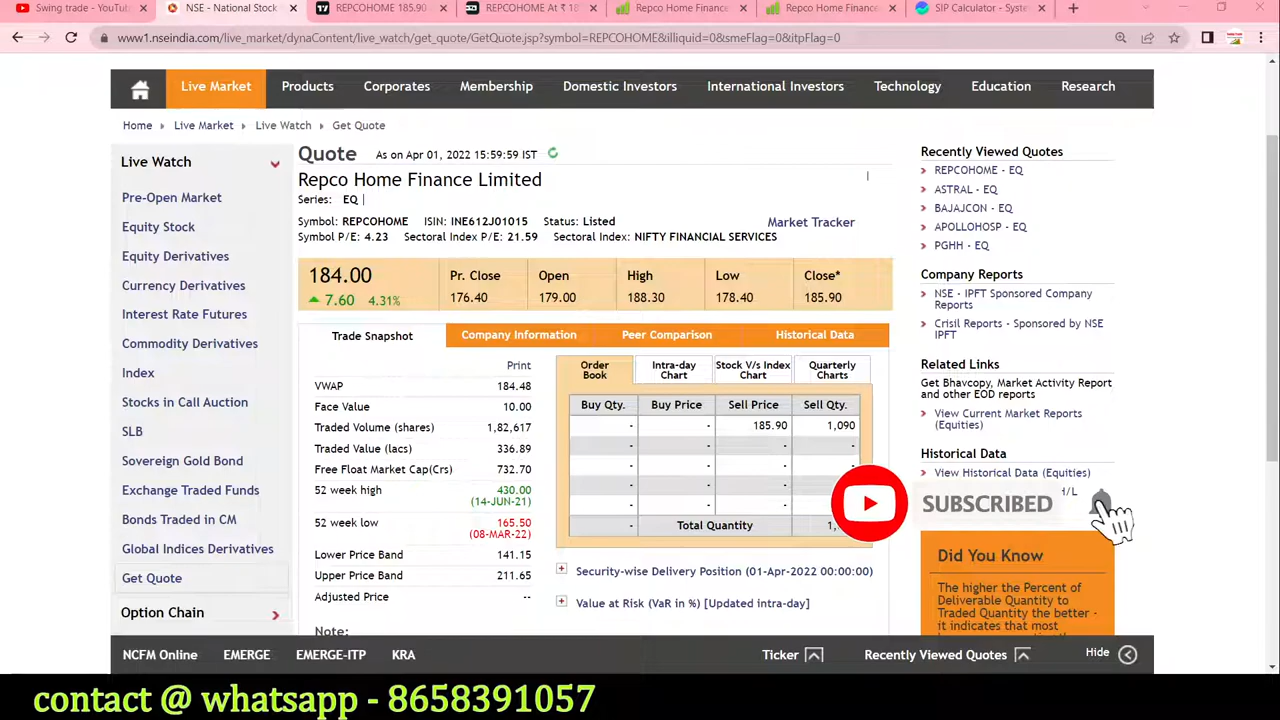 Swing trade - YouTu
NSE - National Stock
REPCOHOME 185.90
REPCOHOME At ₹ 18
Repco Home Finance
Repco Home Finance
SIP Calculator - Syste
www1.nseindia.com/live_market/dynaContent/live_watch/get_quote/GetQuote.jsp?symbol=REPCOHOME&illiquid=0&smeFlag=0&itpFlag=0
Live Market Products Corporates Membership Domestic Investors International Investors Technology Education Research
Home Live Market Live Watch Get Quote
Live Watch
Pre-Open Market
Equity Stock
Equity Derivatives
Currency Derivatives
Interest Rate Futures
Commodity Derivatives
Index
Stocks in Call Auction
SLB
Sovereign Gold Bond
Exchange Traded Funds
Bonds Traded in CM
Global Indices Derivatives
Get Quote
Option Chain
Quote As on Apr 01, 2022 15:59:59 IST
Repco Home Finance Limited
Series: EQ |
Symbol: REPCOHOME ISIN: INE612J01015 Status: Listed
Market Tracker
Symbol P/E: 4.23 Sectoral Index P/E: 21.59 Sectoral Index: NIFTY FINANCIAL SERVICES
184.00 Pr. Close Open High Low Close*
7.60 4.31% 176.40 179.00 188.30 178.40 185.90
Trade Snapshot Company Information Peer Comparison Historical Data
Print
VWAP 184.48
Face Value 10.00
Traded Volume (shares) 1,82,617
Traded Value (lacs) 336.89
Free Float Market Cap(Crs) 732.70
52 week high 430.00
(14-JUN-21)
52 week low 165.50
(08-MAR-22)
Lower Price Band 141.15
Upper Price Band 211.65
Adjusted Price --
Note:
Order Book
Intra-day Chart
Stock V/s Index Chart
Quarterly Charts
Buy Qty. Buy Price Sell Price Sell Qty.
- - 185.90 1,090
- - - -
- - - -
- - -
- - -
- Total Quantity 1,
Security-wise Delivery Position (01-Apr-2022 00:00:00)
Value at Risk (VaR in %) [Updated intra-day]
Recently Viewed Quotes
REPCOHOME - EQ
ASTRAL - EQ
BAJAJCON - EQ
APOLLOHOSP - EQ
PGHH - EQ
Company Reports
NSE - IPFT Sponsored Company
Reports
Crisil Reports - Sponsored by NSE
IPFT
Related Links
Get Bhavcopy, Market Activity Report
and other EOD reports
View Current Market Reports
(Equities)
Historical Data
View Historical Data (Equities)
H/L
SUBSCRIBED
Did You Know
The higher the Percent of
Deliverable Quantity to
Traded Quantity the better -
it indicates that most
NCFM Online EMERGE EMERGE-ITP KRA Ticker Recently Viewed Quotes Hide
contact @ whatsapp - 8658391057